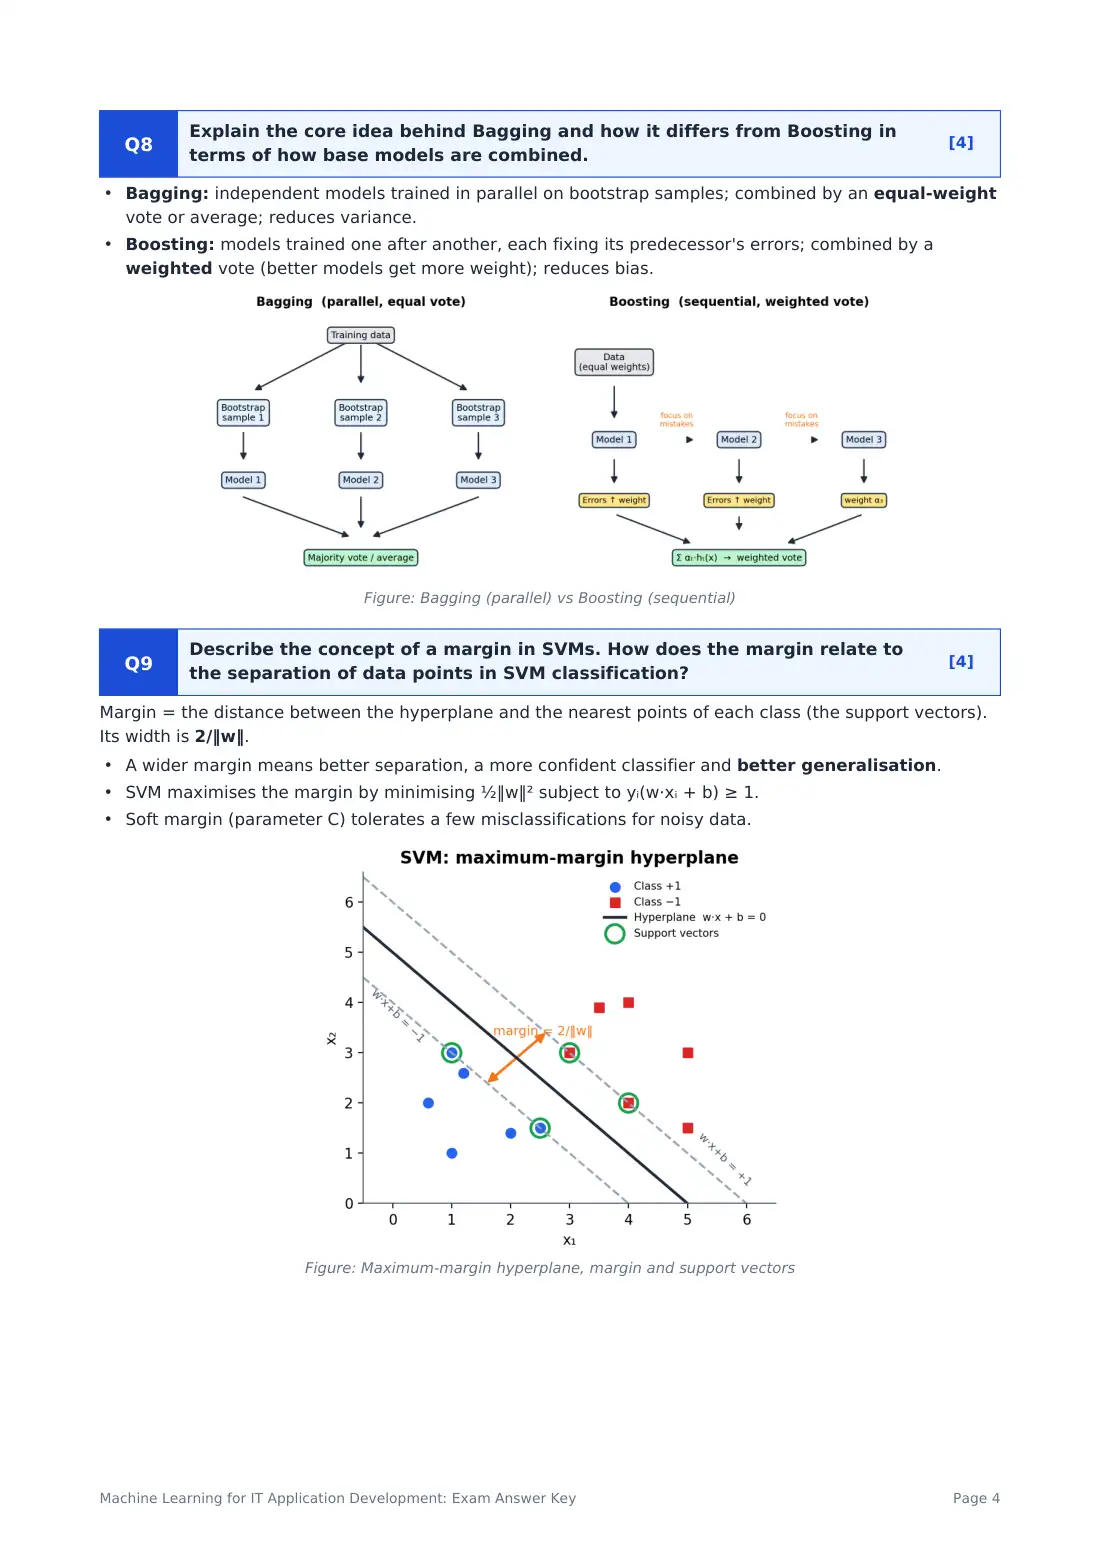 Q8
Explain the core idea behind Bagging and how it differs from Boosting in
terms of how base models are combined.
[4]
• Bagging: independent models trained in parallel on bootstrap samples; combined by an equal-weight
vote or average; reduces variance.
• Boosting: models trained one after another, each fixing its predecessor's errors; combined by a
weighted vote (better models get more weight); reduces bias.
Bagging (parallel, equal vote)
Training data
Bootstrap
sample 1
Bootstrap
sample 2
Bootstrap
sample 3
Model 1
Model 2
Model 3
Majority vote / average
Boosting (sequential, weighted vote)
Data
(equal weights)
focus on
mistakes
focus on
mistakes
Model 1
Model 2
Model 3
Errors ↑ weight
Errors ↑ weight
weight α₃
Σ αₜ·hₜ(x) → weighted vote
Figure: Bagging (parallel) vs Boosting (sequential)
Q9
Describe the concept of a margin in SVMs. How does the margin relate to
the separation of data points in SVM classification?
[4]
Margin = the distance between the hyperplane and the nearest points of each class (the support vectors).
Its width is 2/‖w‖.
• A wider margin means better separation, a more confident classifier and better generalisation.
• SVM maximises the margin by minimising ½‖w‖² subject to yᵢ(w·xᵢ + b) ≥ 1.
• Soft margin (parameter C) tolerates a few misclassifications for noisy data.
SVM: maximum-margin hyperplane
Class +1
Class −1
Hyperplane w·x + b = 0
Support vectors
6
5
4
3
2
1
0
x₂
w·x+b = −1
margin = 2/‖w‖
w·x+b = +1
0 1 2 3 4 5 6
x₁
Figure: Maximum-margin hyperplane, margin and support vectors
Machine Learning for IT Application Development: Exam Answer Key
Page 4